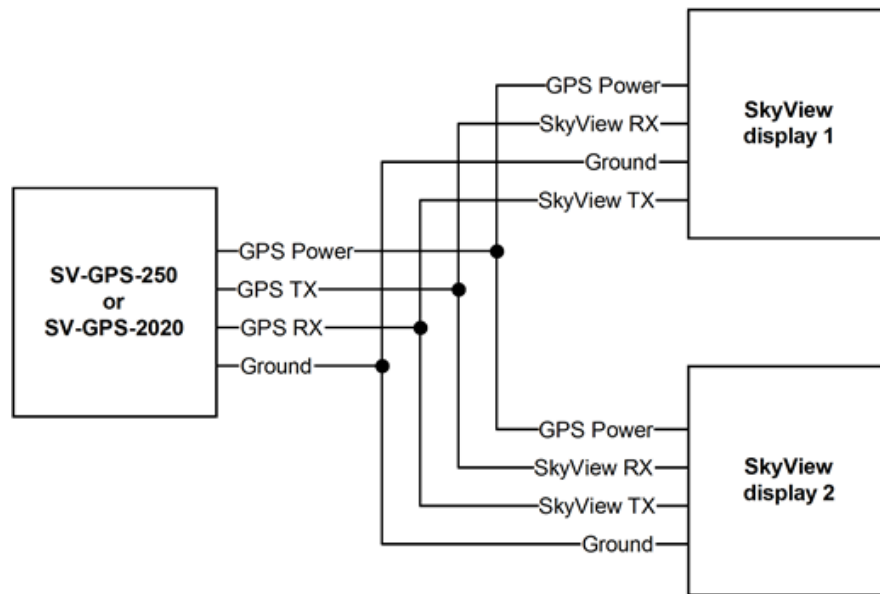 SV-GPS-250
or
SV-GPS-2020
GPS Power
GPS TX
GPS RX
Ground
GPS Power
SkyView RX
Ground
SkyView TX
SkyView
display 1
GPS Power
SkyView RX
SkyView TX
Ground
SkyView
display 2